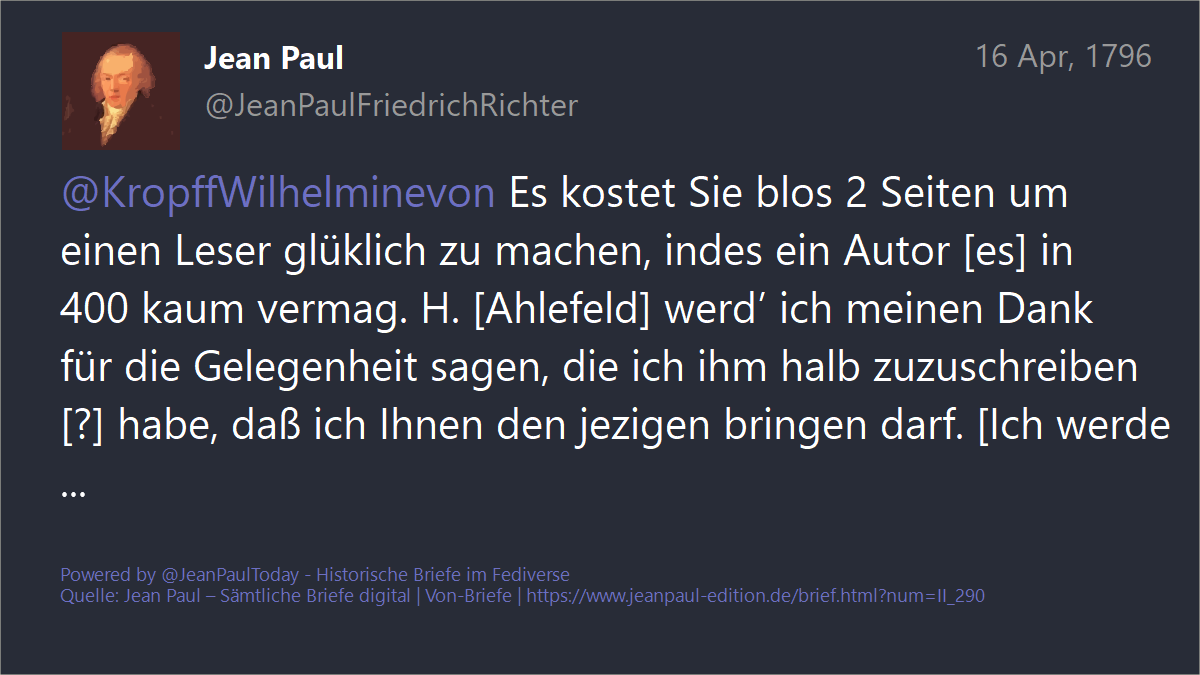 Jean Paul
16 Apr, 1796
@JeanPaulFriedrichRichter
@KropffWilhelminevon Es kostet Sie blos 2 Seiten um
einen Leser glüklich zu machen, indes ein Autor [es] in
400 kaum vermag. H. [Ahlefeld] werd’ ich meinen Dank
für die Gelegenheit sagen, die ich ihm halb zuzuschreiben
[?] habe, daß ich Ihnen den jezigen bringen darf. [Ich werde
...
Powered by @JeanPaulToday - Historische Briefe im Fediverse
Quelle: Jean Paul – Sämtliche Briefe digital | Von-Briefe | https://www.jeanpaul-edition.de/brief.html?num=II_290